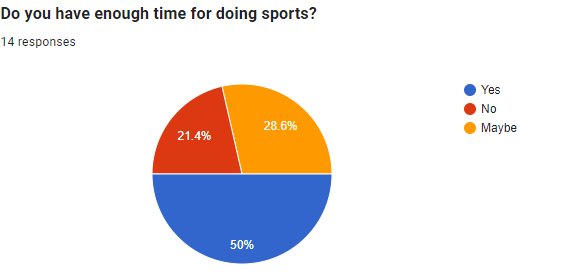 Do you have enough time for doing sports?
14 responses
Yes
No
Maybe
21.4%
28.6%
50%